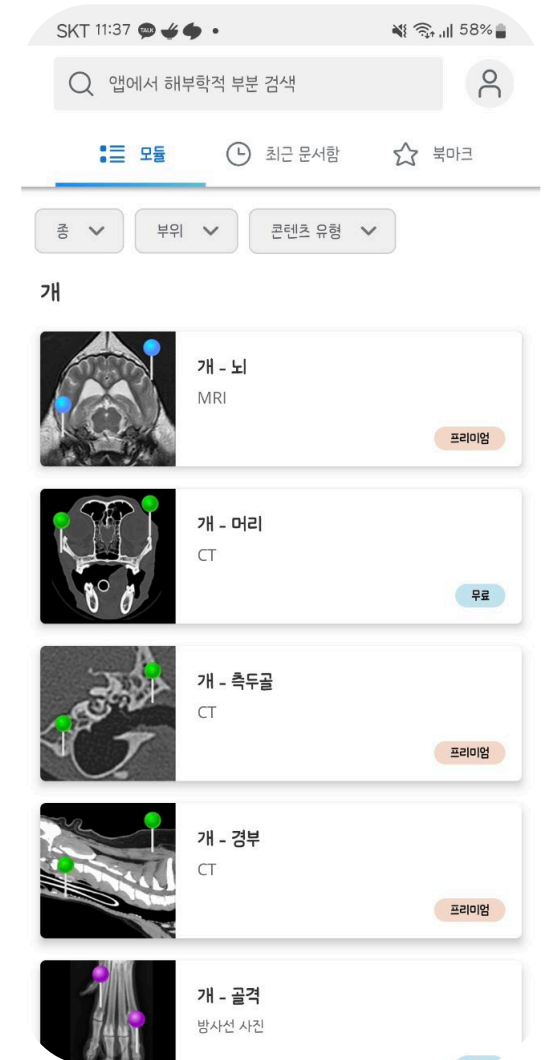 SKT 11:37 TALK
58%
앱에서 해부학적 부분 검색
모듈 최근 문서함 북마크
종 부위 콘텐츠 유형
개
개 - 뇌
MRI
프리미엄
개 - 머리
CT
무료
개 - 측두골
CT
프리미엄
개 - 경부
CT
프리미엄
개 - 골격
방사선 사진